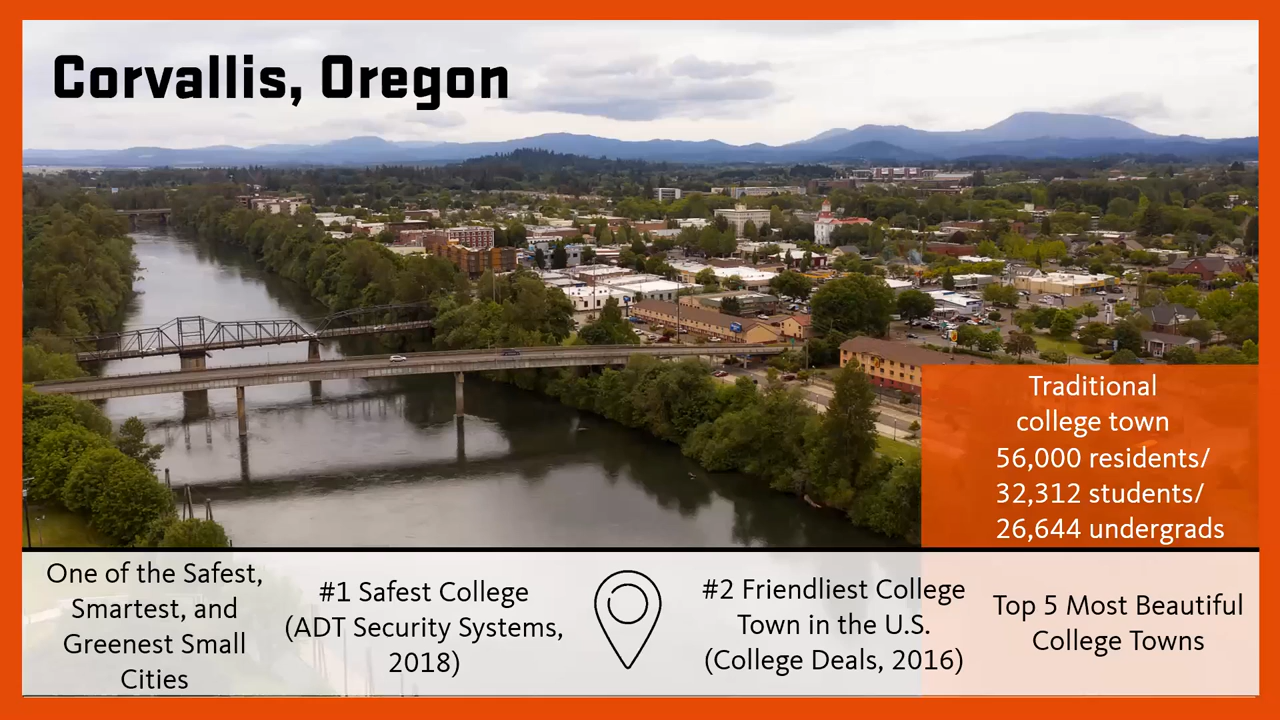 Corvallis, Oregon
Traditional
college town
56,000 residents/
32,312 students/
26,644 undergrads
One of the Safest,
Smartest, and
Greenest Small
Cities
#1 Safest College
(ADT Security Systems,
2018)
#2 Friendliest College
Town in the U.S.
(College Deals, 2016)
Top 5 Most Beautiful
College Towns